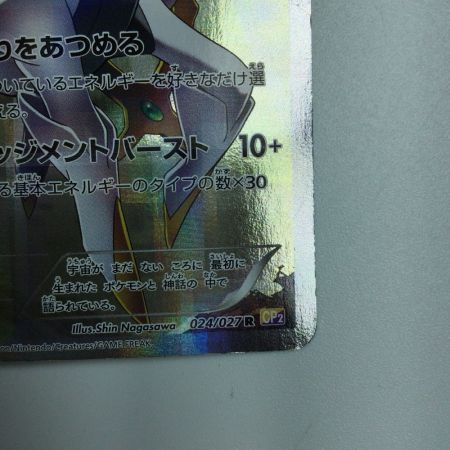 りをあつめる
ついているエネルギーを好きなだけ選
える。
ッジメントバースト 10+
る基本エネルギーのタイプの数×30
宇宙が まだ ない ころに 最初に
生まれた ポケモンと 神話の 中で
語られている。
Illus.Shin Nagasawa 024/027 R CP2
/Nintendo/Creatures/GAME FREAK.